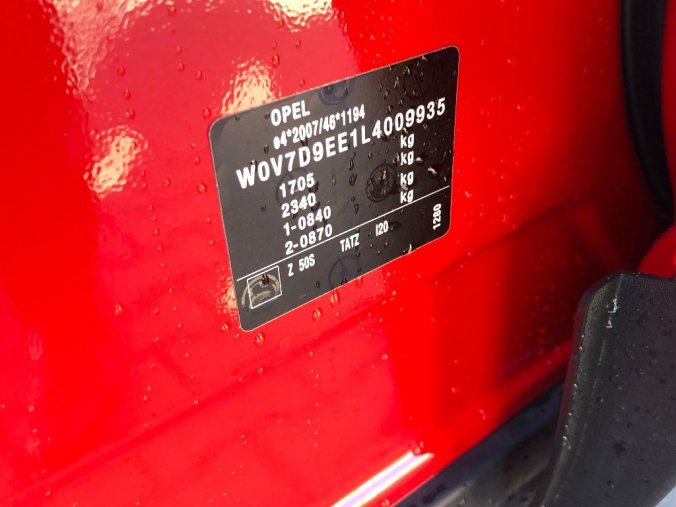 OPEL
e4*2007/46*1194
W0V7D9EE1L4009935
1705 kg
2340 kg
1-0840 kg
2-0870 kg
Z 50S TATZ I20 1280